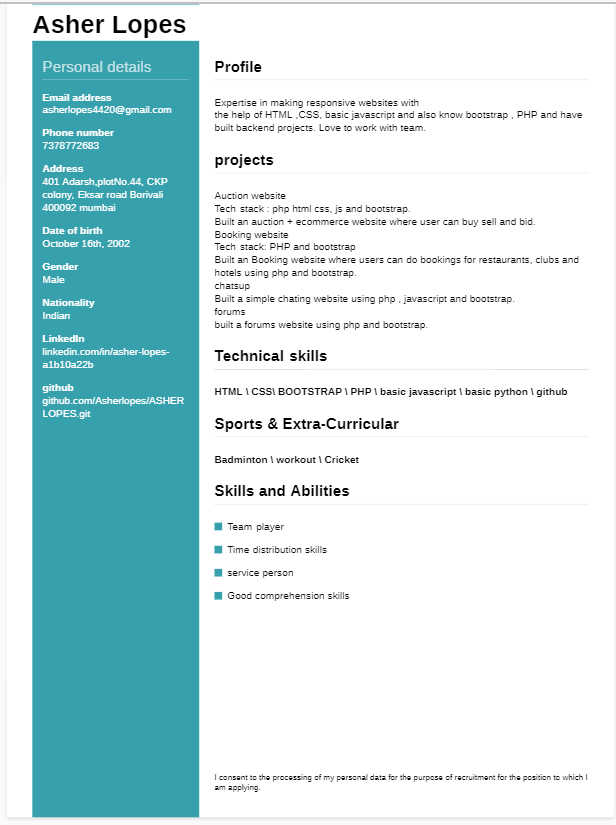 Asher Lopes
Personal details
Email address
asherlopes4420@gmail.com
Phone number
7378772683
Address
401 Adarsh,plotNo.44, CKP
colony, Eksar road Borivali
400092 mumbai
Date of birth
October 16th, 2002
Gender
Male
Nationality
Indian
LinkedIn
linkedin.com/in/asher-lopes-
a1b10a22b
github
github.com/Asherlopes/ASHER
LOPES.git
Profile
Expertise in making responsive websites with
the help of HTML ,CSS, basic javascript and also know bootstrap , PHP and have
built backend projects. Love to work with team.
projects
Auction website
Tech stack : php html css, js and bootstrap.
Built an auction + ecommerce website where user can buy sell and bid.
Booking website
Tech stack: PHP and bootstrap
Built an Booking website where users can do bookings for restaurants, clubs and
hotels using php and bootstrap.
chatsup
Built a simple chating website using php , javascript and bootstrap.
forums
built a forums website using php and bootstrap.
Technical skills
HTML \ CSS\ BOOTSTRAP \ PHP \ basic javascript \ basic python \ github
Sports & Extra-Curricular
Badminton \ workout \ Cricket
Skills and Abilities
Team player
Time distribution skills
service person
Good comprehension skills
I consent to the processing of my personal data for the purpose of recruitment for the position to which I
am applying.